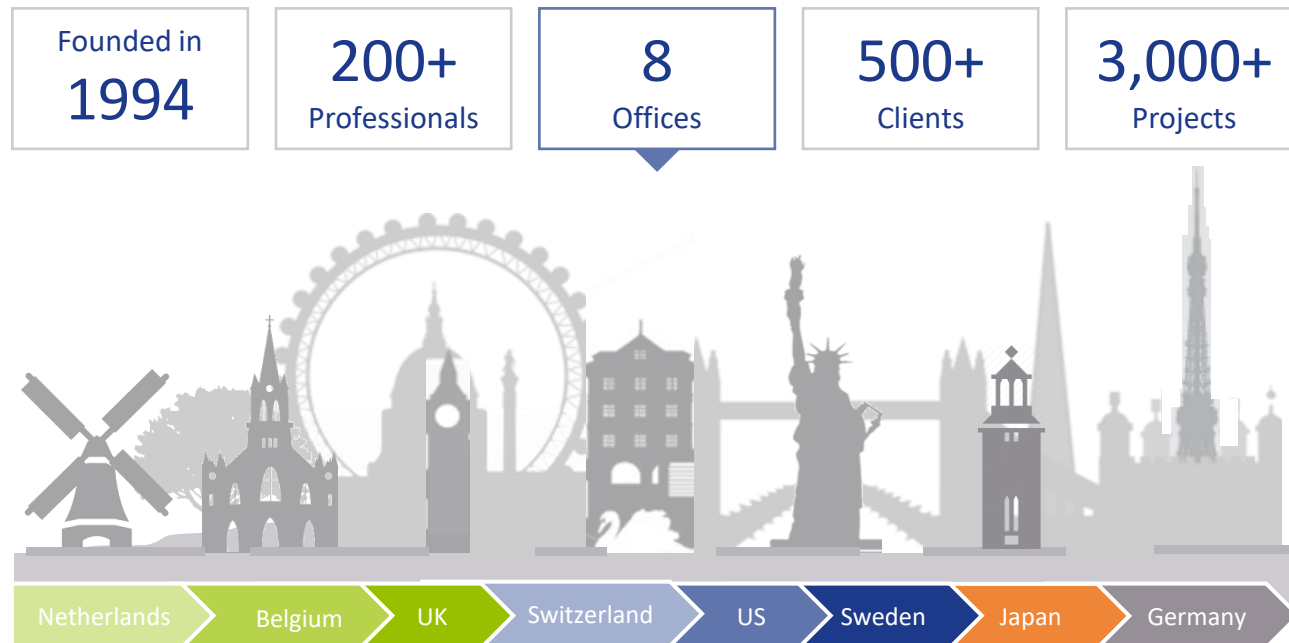 Founded in
1994
200+
Professionals
8
Offices
500+
Clients
3,000+
Projects
Netherlands
Belgium
UK
Switzerland
US
Sweden
Japan
Germany